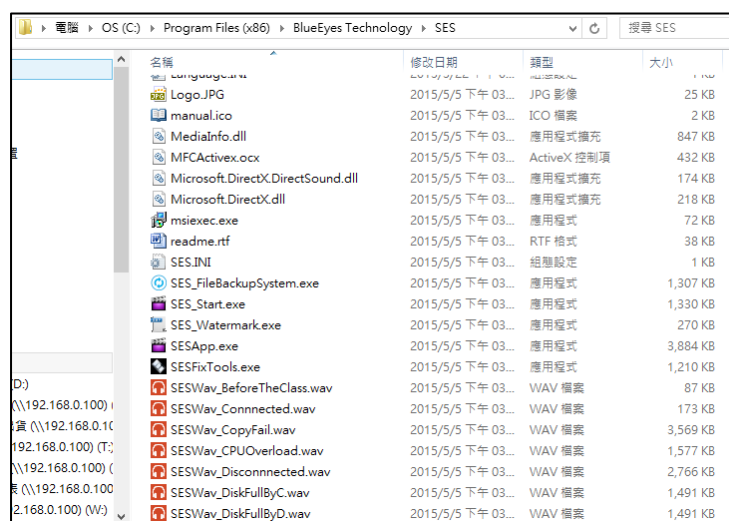 電腦 ▸ OS (C:) ▸ Program Files (x86) ▸ BlueEyes Technology ▸ SES 搜尋 SES
名稱 修改日期 類型 大小
Language.INI 2015/5/22 組態設定 1 KB
Logo.JPG 2015/5/5 下午 03... JPG 影像 25 KB
manual.ico 2015/5/5 下午 03... ICO 檔案 2 KB
MediaInfo.dll 2015/5/5 下午 03... 應用程式擴充 847 KB
置 MFCActivex.ocx 2015/5/5 下午 03... ActiveX 控制項 432 KB
Microsoft.DirectX.DirectSound.dll 2015/5/5 下午 03... 應用程式擴充 174 KB
Microsoft.DirectX.dll 2015/5/5 下午 03... 應用程式擴充 218 KB
msiexec.exe 2015/5/5 下午 03... 應用程式 72 KB
readme.rtf 2015/5/5 下午 03... RTF 格式 38 KB
SES.INI 2015/5/5 下午 03... 組態設定 1 KB
SES_FileBackupSystem.exe 2015/5/5 下午 03... 應用程式 1,307 KB
SES_Start.exe 2015/5/5 下午 03... 應用程式 1,330 KB
SES_Watermark.exe 2015/5/5 下午 03... 應用程式 270 KB
SESApp.exe 2015/5/5 下午 03... 應用程式 3,884 KB
SESFixTools.exe 2015/5/5 下午 03... 應用程式 1,210 KB
(D:) SESWav_BeforeTheClass.wav 2015/5/5 下午 03... WAV 檔案 87 KB
(\\192.168.0.100) SESWav_Connnected.wav 2015/5/5 下午 03... WAV 檔案 173 KB
貨 (\\192.168.0.10 SESWav_CopyFail.wav 2015/5/5 下午 03... WAV 檔案 3,569 KB
192.168.0.100) (T:) SESWav_CPUOverload.wav 2015/5/5 下午 03... WAV 檔案 1,577 KB
\\192.168.0.100) ( SESWav_Disconnnected.wav 2015/5/5 下午 03... WAV 檔案 2,766 KB
(\\192.168.0.100 SESWav_DiskFullByC.wav 2015/5/5 下午 03... WAV 檔案 1,491 KB
2.168.0.100) (W:) SESWav_DiskFullByD.wav 2015/5/5 下午 03... WAV 檔案 1,491 KB